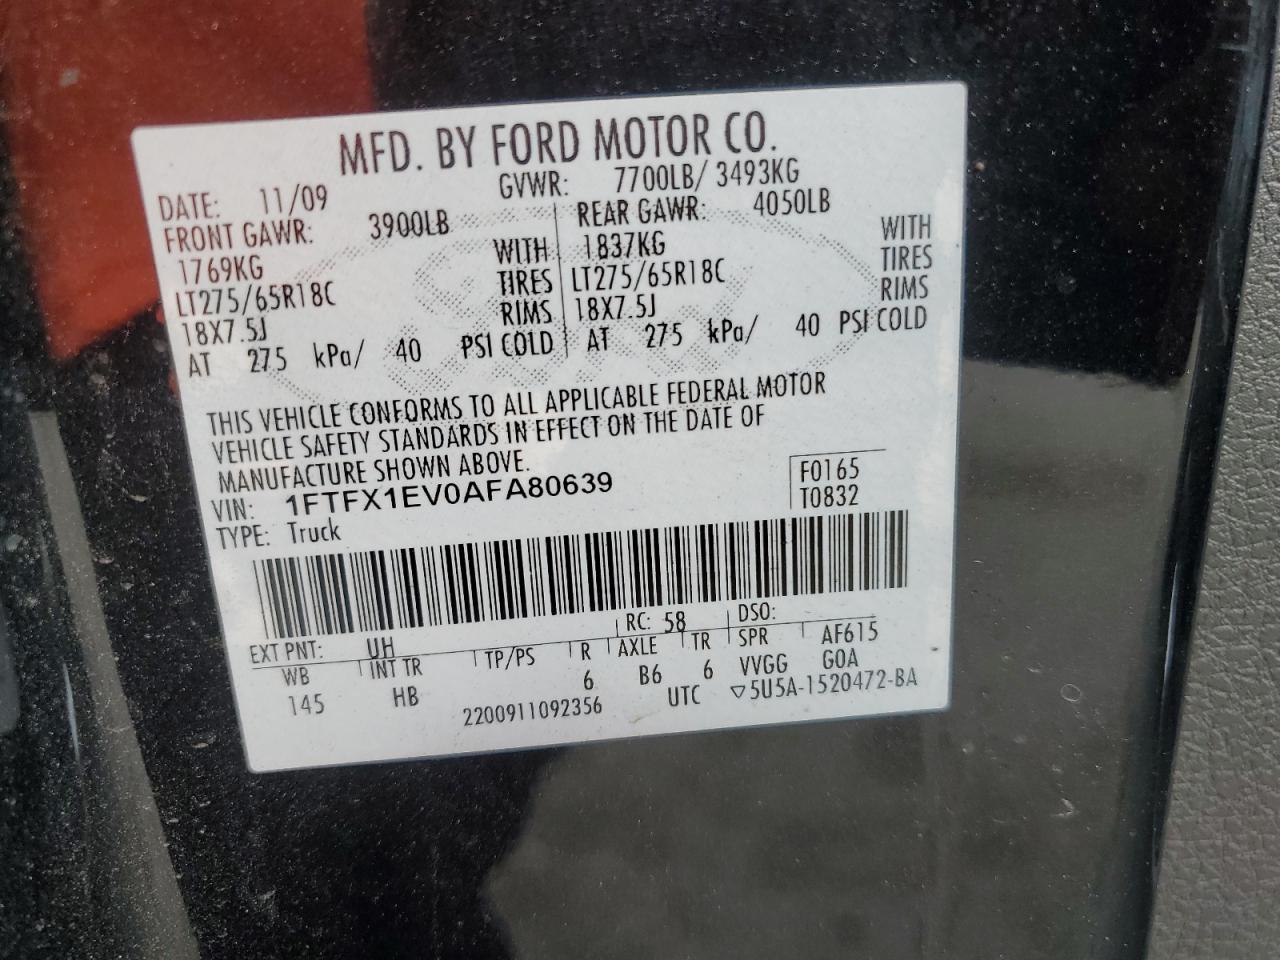 MFD. BY FORD MOTOR CO.
DATE: 11/09 GVWR: 7700LB/ 3493KG
FRONT GAWR: 3900LB REAR GAWR: 4050LB
1769KG WITH 1837KG WITH
LT275/65R18C TIRES LT275/65R18C TIRES
18X7.5J RIMS 18X7.5J RIMS
AT 275 kPa/ 40 PSI COLD AT 275 kPa/ 40 PSI COLD
THIS VEHICLE CONFORMS TO ALL APPLICABLE FEDERAL MOTOR
VEHICLE SAFETY STANDARDS IN EFFECT ON THE DATE OF
MANUFACTURE SHOWN ABOVE.
VIN: 1FTFX1EV0AFA80639 F0165
TYPE: Truck T0832
EXT PNT: UH RC: 58 DSO:
WB INT TR TP/PS R AXLE TR SPR AF615
145 HB 6 B6 6 VVGG G0A
2200911092356 UTC ▽5U5A-1520472-BA